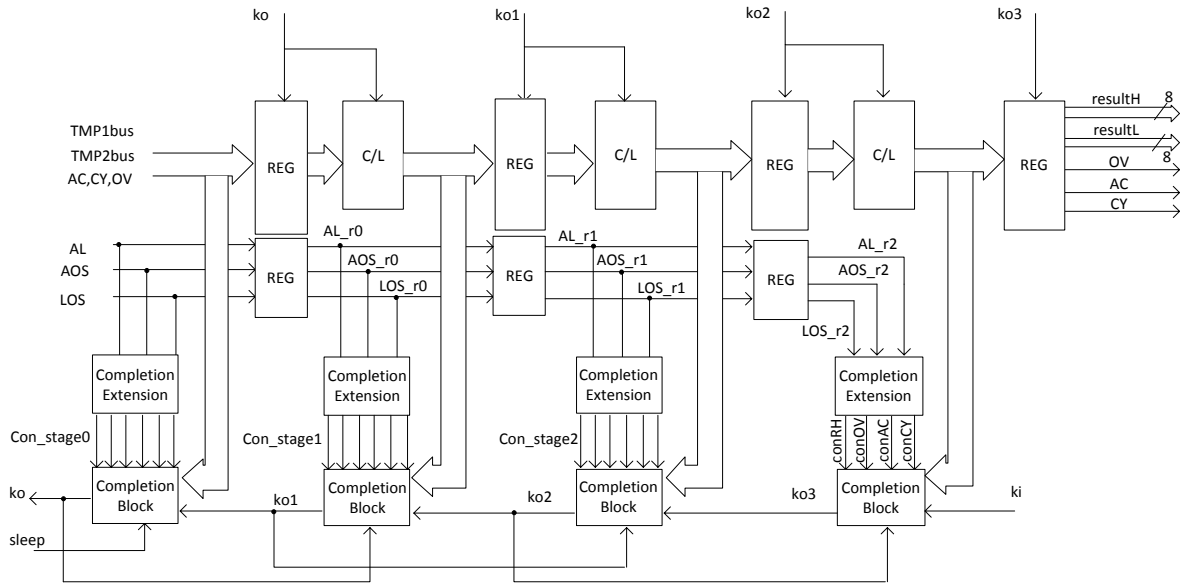 ko
ko1
ko2
ko3
TMP1bus
TMP2bus
AC,CY,OV
REG
C/L
REG
C/L
REG
C/L
REG
resultH
8
resultL
8
OV
AC
CY
AL
AOS
LOS
REG
AL_r0
AOS_r0
LOS_r0
REG
AL_r1
AOS_r1
LOS_r1
REG
AL_r2
AOS_r2
LOS_r2
Completion
Extension
Completion
Extension
Completion
Extension
Completion
Extension
Con_stage0
Con_stage1
Con_stage2
conRH
conOV
conAC
conCY
ko
Completion
Block
ko1
Completion
Block
ko2
Completion
Block
ko3
Completion
Block
ki
sleep